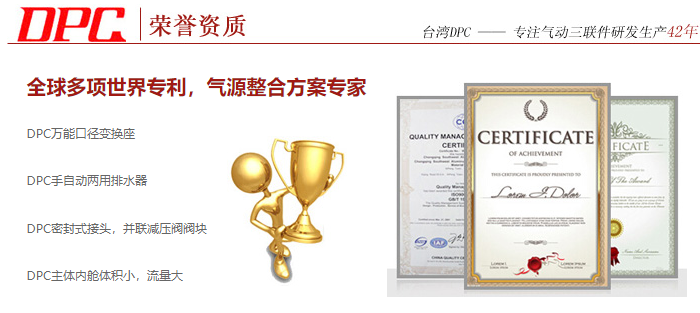 DPC 荣誉资质
台湾DPC —— 专注气动三联件研发生产42年
全球多项世界专利，气源整合方案专家
DPC万能口径变换座
DPC手自动两用排水器
DPC密封式接头，并联减压阀阀块
DPC主体内舱体积小，流量大
QUALITY MANAG
CERTIF
CERTIFICATE
OF ACHIEVEMENT
THIS CERTIFICATE IS PROUDLY PRESENTED TO
Lorem I. Dolor
LOREM I
LOREM I
IAF
FICATE